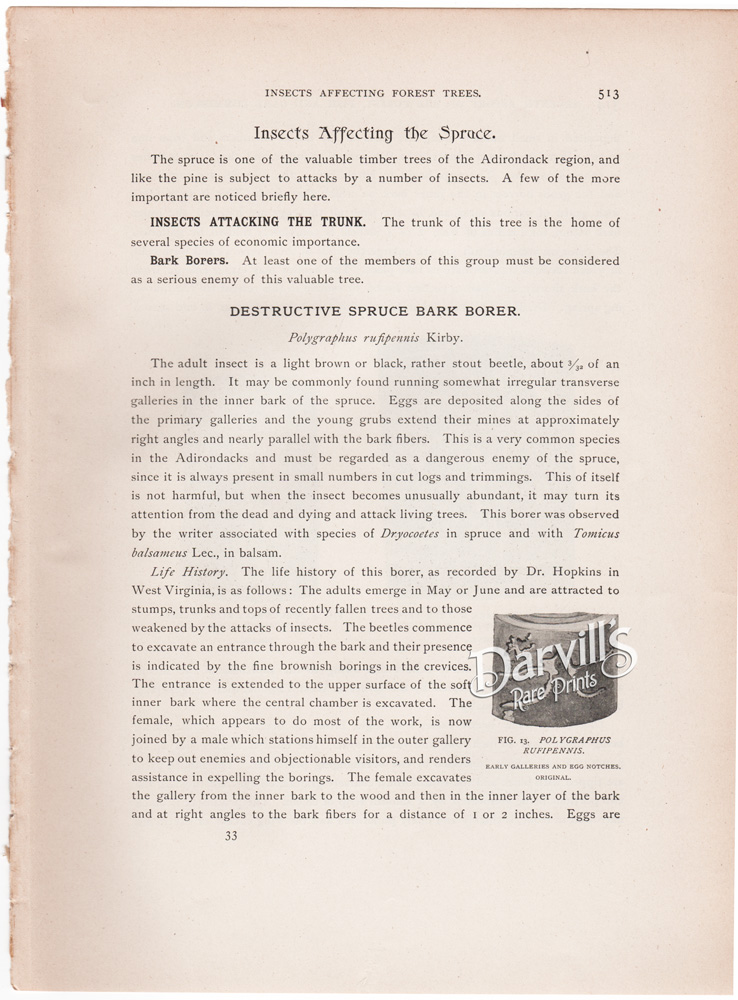 INSECTS AFFECTING FOREST TREES. 513
Insects Affecting the Spruce.
The spruce is one of the valuable timber trees of the Adirondack region, and
like the pine is subject to attacks by a number of insects. A few of the more
important are noticed briefly here.
INSECTS ATTACKING THE TRUNK. The trunk of this tree is the home of
several species of economic importance.
Bark Borers. At least one of the members of this group must be considered
as a serious enemy of this valuable tree.
DESTRUCTIVE SPRUCE BARK BORER.
Polygraphus rufipennis Kirby.
The adult insect is a light brown or black, rather stout beetle, about 3/32 of an
inch in length. It may be commonly found running somewhat irregular transverse
galleries in the inner bark of the spruce. Eggs are deposited along the sides of
the primary galleries and the young grubs extend their mines at approximately
right angles and nearly parallel with the bark fibers. This is a very common species
in the Adirondacks and must be regarded as a dangerous enemy of the spruce,
since it is always present in small numbers in cut logs and trimmings. This of itself
is not harmful, but when the insect becomes unusually abundant, it may turn its
attention from the dead and dying and attack living trees. This borer was observed
by the writer associated with species of Dryocoetes in spruce and with Tomicus
balsameus Lec., in balsam.
Life History. The life history of this borer, as recorded by Dr. Hopkins in
West Virginia, is as follows: The adults emerge in May or June and are attracted to
stumps, trunks and tops of recently fallen trees and to those
weakened by the attacks of insects. The beetles commence
to excavate an entrance through the bark and their presence
is indicated by the fine brownish borings in the crevices.
The entrance is extended to the upper surface of the soft
inner bark where the central chamber is excavated. The
female, which appears to do most of the work, is now
joined by a male which stations himself in the outer gallery
to keep out enemies and objectionable visitors, and renders
assistance in expelling the borings. The female excavates
the gallery from the inner bark to the wood and then in the inner layer of the bark
and at right angles to the bark fibers for a distance of 1 or 2 inches. Eggs are
Darvill's
Rare Prints
FIG. 13. POLYGRAPHUS
RUFIPENNIS.
EARLY GALLERIES AND EGG NOTCHES.
ORIGINAL.
33